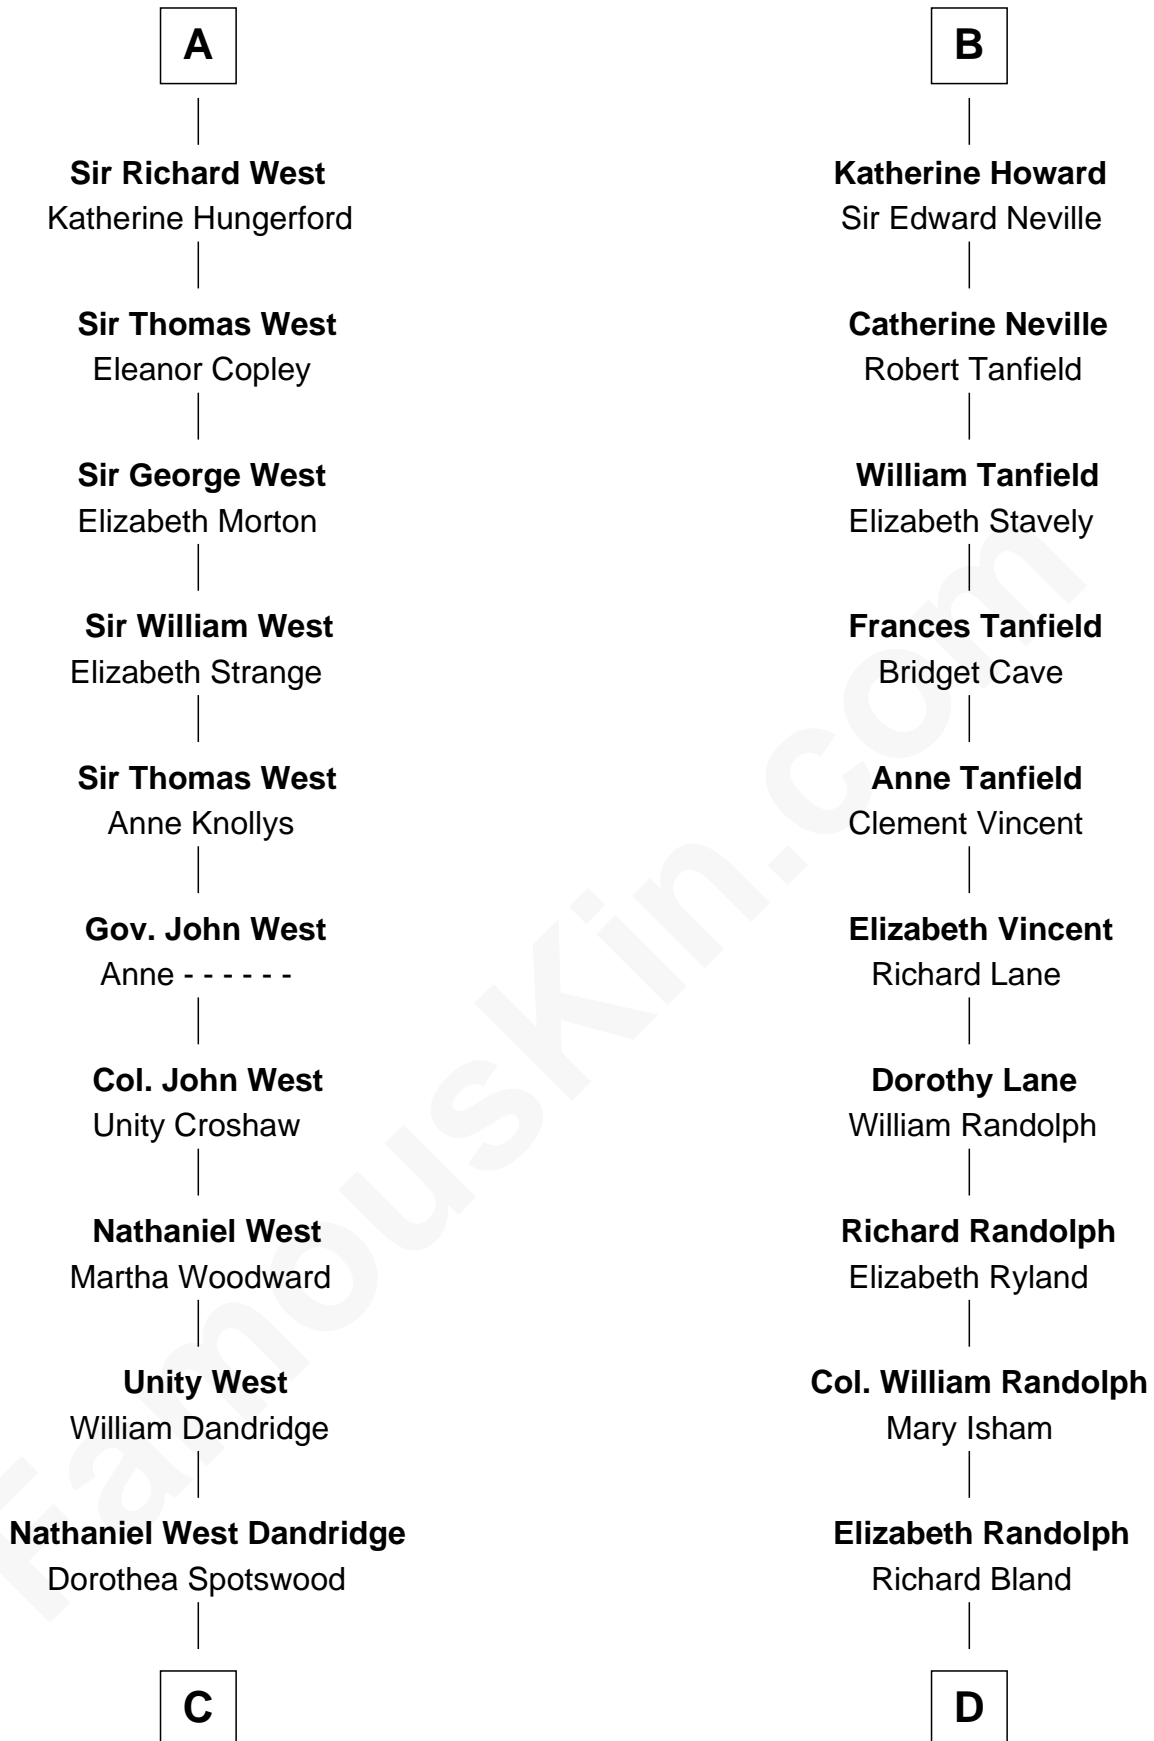 A
Sir Richard West
Katherine Hungerford
Sir Thomas West
Eleanor Copley
Sir George West
Elizabeth Morton
Sir William West
Elizabeth Strange
Sir Thomas West
Anne Knollys
Gov. John West
Anne - - - - - -
Col. John West
Unity Croshaw
Nathaniel West
Martha Woodward
Unity West
William Dandridge
Nathaniel West Dandridge
Dorothea Spotswood
C
B
Katherine Howard
Sir Edward Neville
Catherine Neville
Robert Tanfield
William Tanfield
Elizabeth Stavely
Frances Tanfield
Bridget Cave
Anne Tanfield
Clement Vincent
Elizabeth Vincent
Richard Lane
Dorothy Lane
William Randolph
Richard Randolph
Elizabeth Ryland
Col. William Randolph
Mary Isham
Elizabeth Randolph
Richard Bland
D
FamousKin.com